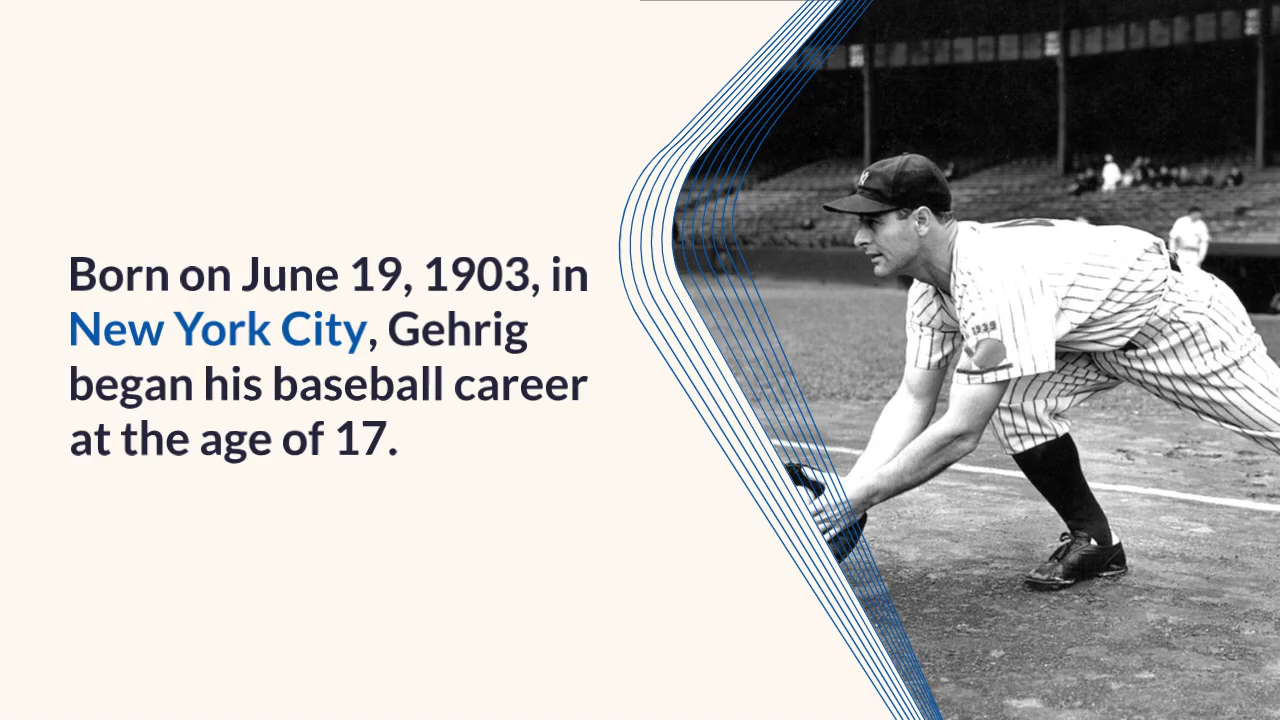 Born on June 19, 1903, in
New York City, Gehrig
began his baseball career
at the age of 17.
1939